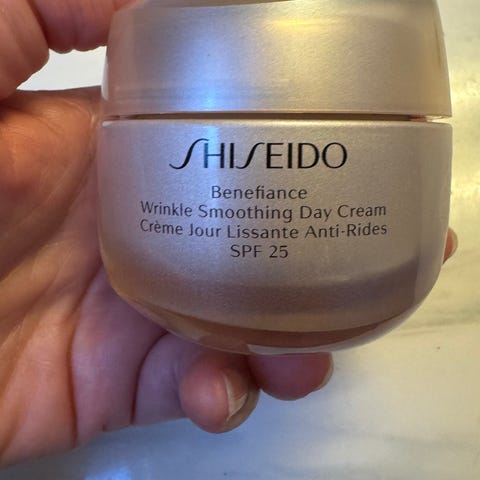 SHISEIDO
Benefiance
Wrinkle Smoothing Day Cream
Crème Jour Lissante Anti-Rides
SPF 25